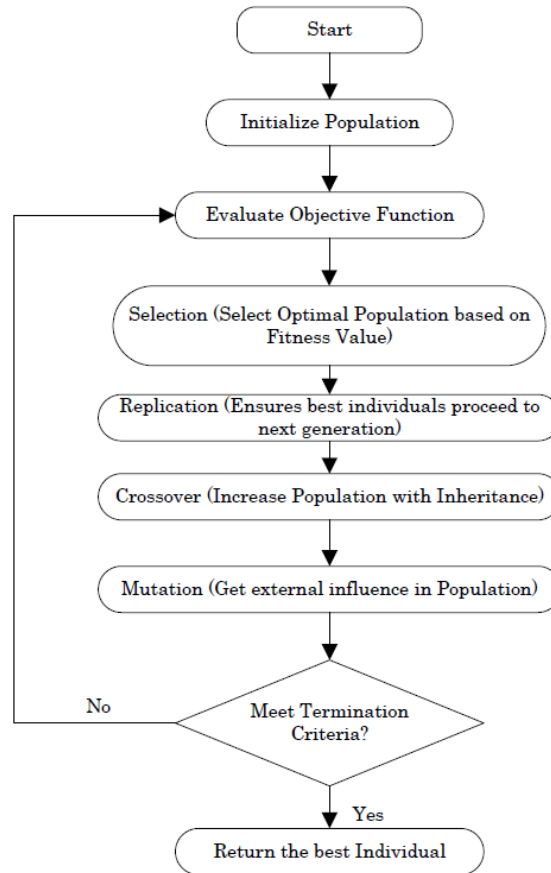 Start
Initialize Population
Evaluate Objective Function
Selection (Select Optimal Population based on
Fitness Value)
Replication (Ensures best individuals proceed to
next generation)
Crossover (Increase Population with Inheritance)
Mutation (Get external influence in Population)
Meet Termination
Criteria?
No
Yes
Return the best Individual